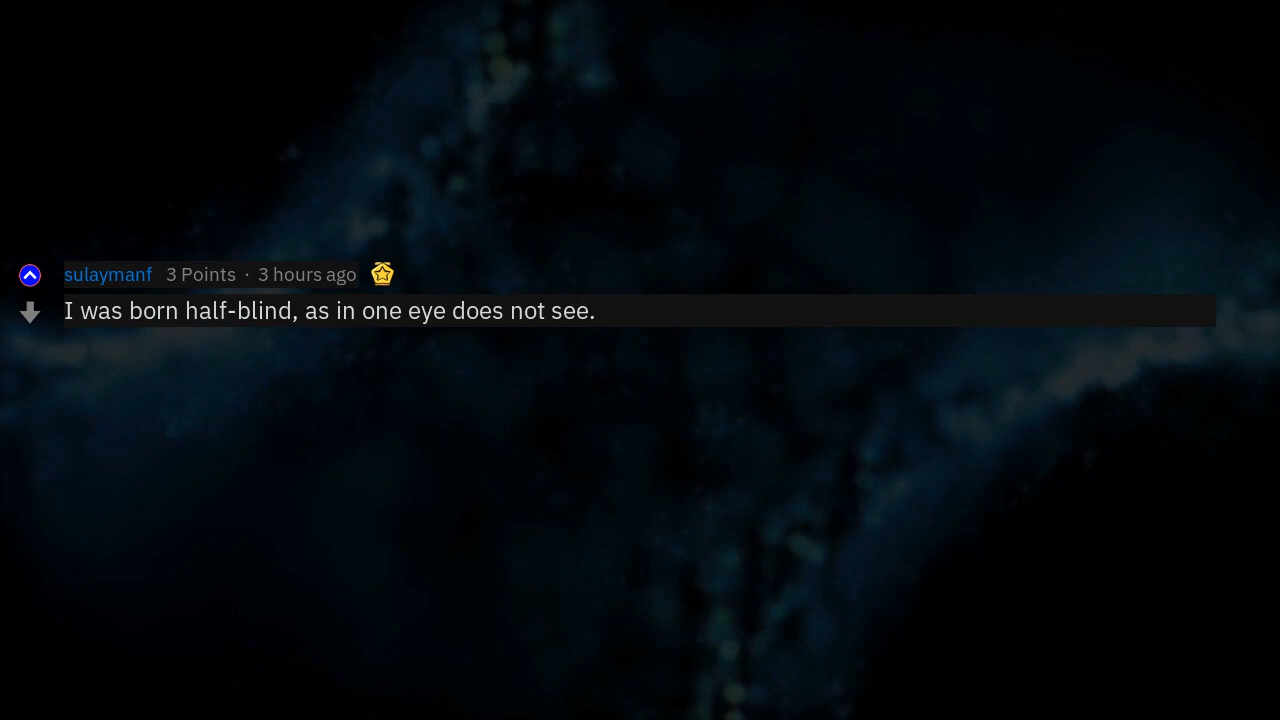 sulaymanf 3 Points · 3 hours ago
I was born half-blind, as in one eye does not see.